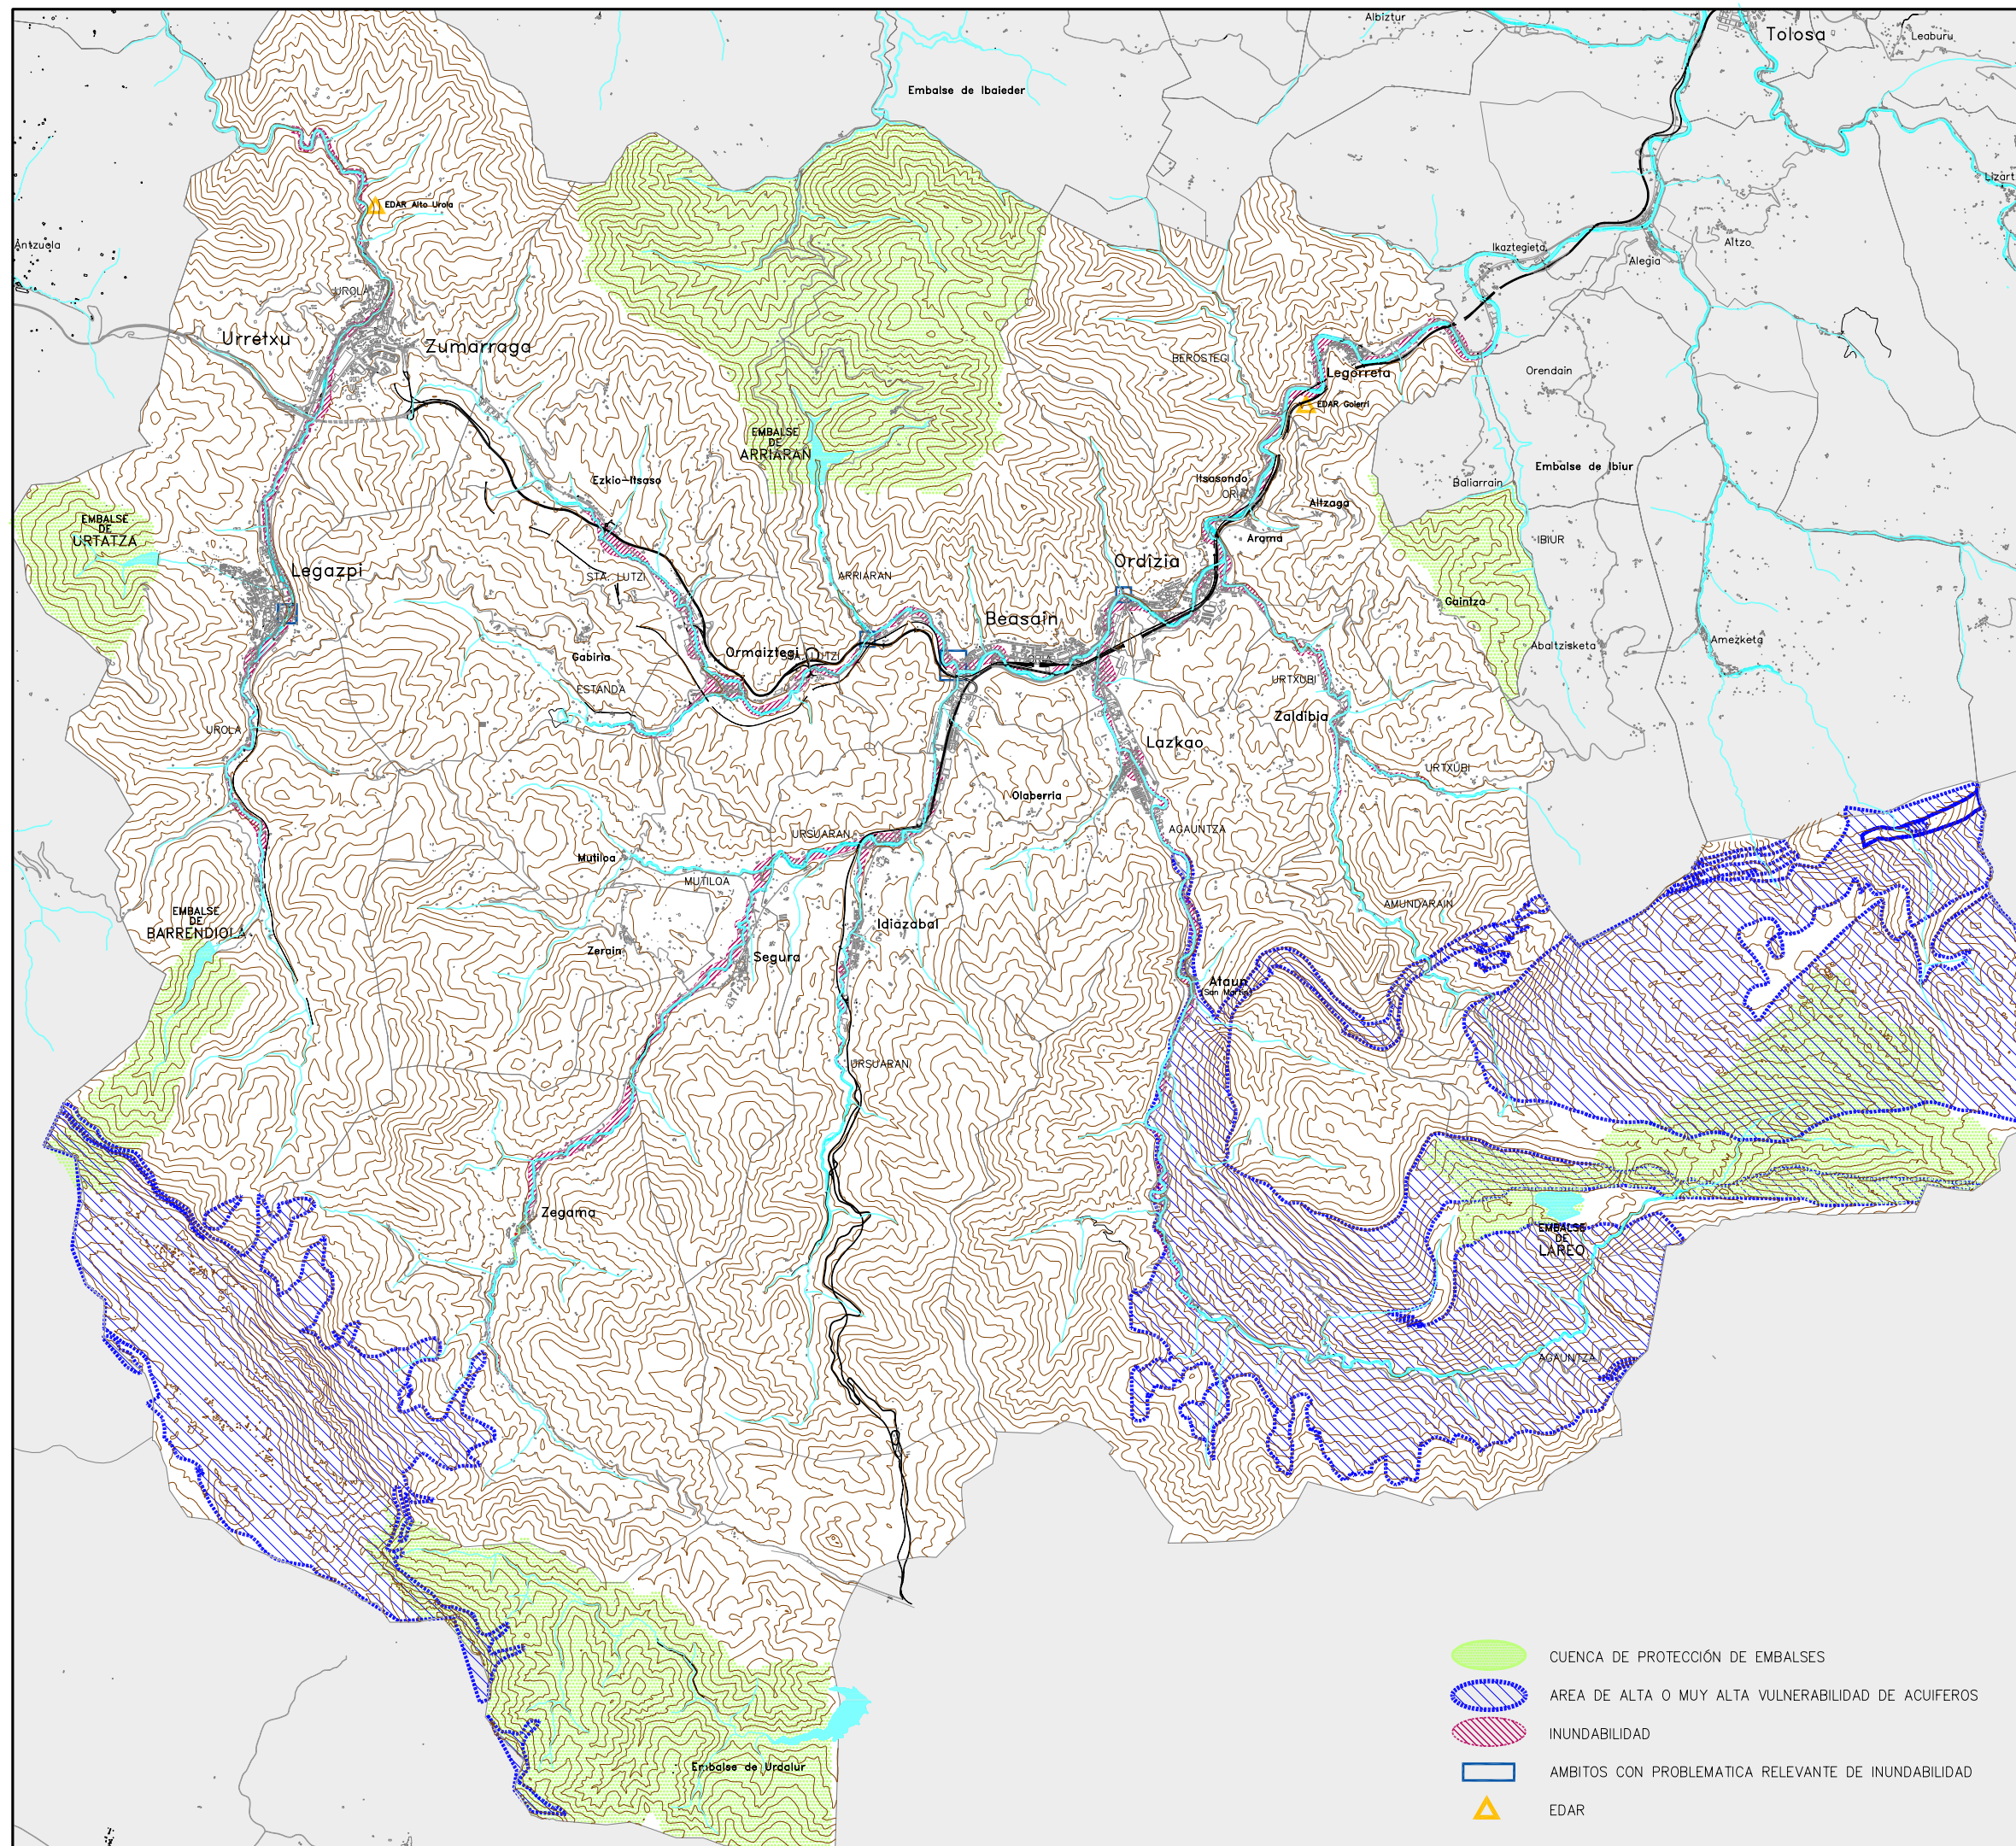 Albiztur
Tolosa
Leaburu
Embalse de Ibaieder
Lizart
EDAR Alto Urola
Antzuola
Altzo
Ikaztegieta
Alegia
UROLA
Urretxu
Zumarraga
BEROSTEGI
Legorreta
Orendain
EDAR Goierri
EMBALSE
DE
ARRIARAN
Embalse de Ibiur
Ezkio-Itsaso
Itsasondo
Baliarrain
ORIA
Altzaga
EMBALSE
DE
URTATZA
Arama
IBIUR
Ordizia
Legazpi
STA. LUTZI
ARRIARAN
Gaintza
Beasain
Amezketa
Abaltzisketa
Ormaiztegi
STA. LUTZI
Gabiria
URTXUBI
ESTANDA
Zaldibia
UROLA
Lazkao
URTXUBI
Olaberria
AGAUNTZA
URSUARAN
Mutiloa
MUTILOA
AMUNDARAIN
EMBALSE
DE
BARRENDIOLA
Idiazabal
Zerain
Segura
Ataun
(San Martin)
URSUARAN
Zegama
EMBALSE
DE
LAREO
AGAUNTZA
CUENCA DE PROTECCIÓN DE EMBALSES
AREA DE ALTA O MUY ALTA VULNERABILIDAD DE ACUIFEROS
INUNDABILIDAD
Embalse de Urdalur
AMBITOS CON PROBLEMATICA RELEVANTE DE INUNDABILIDAD
EDAR